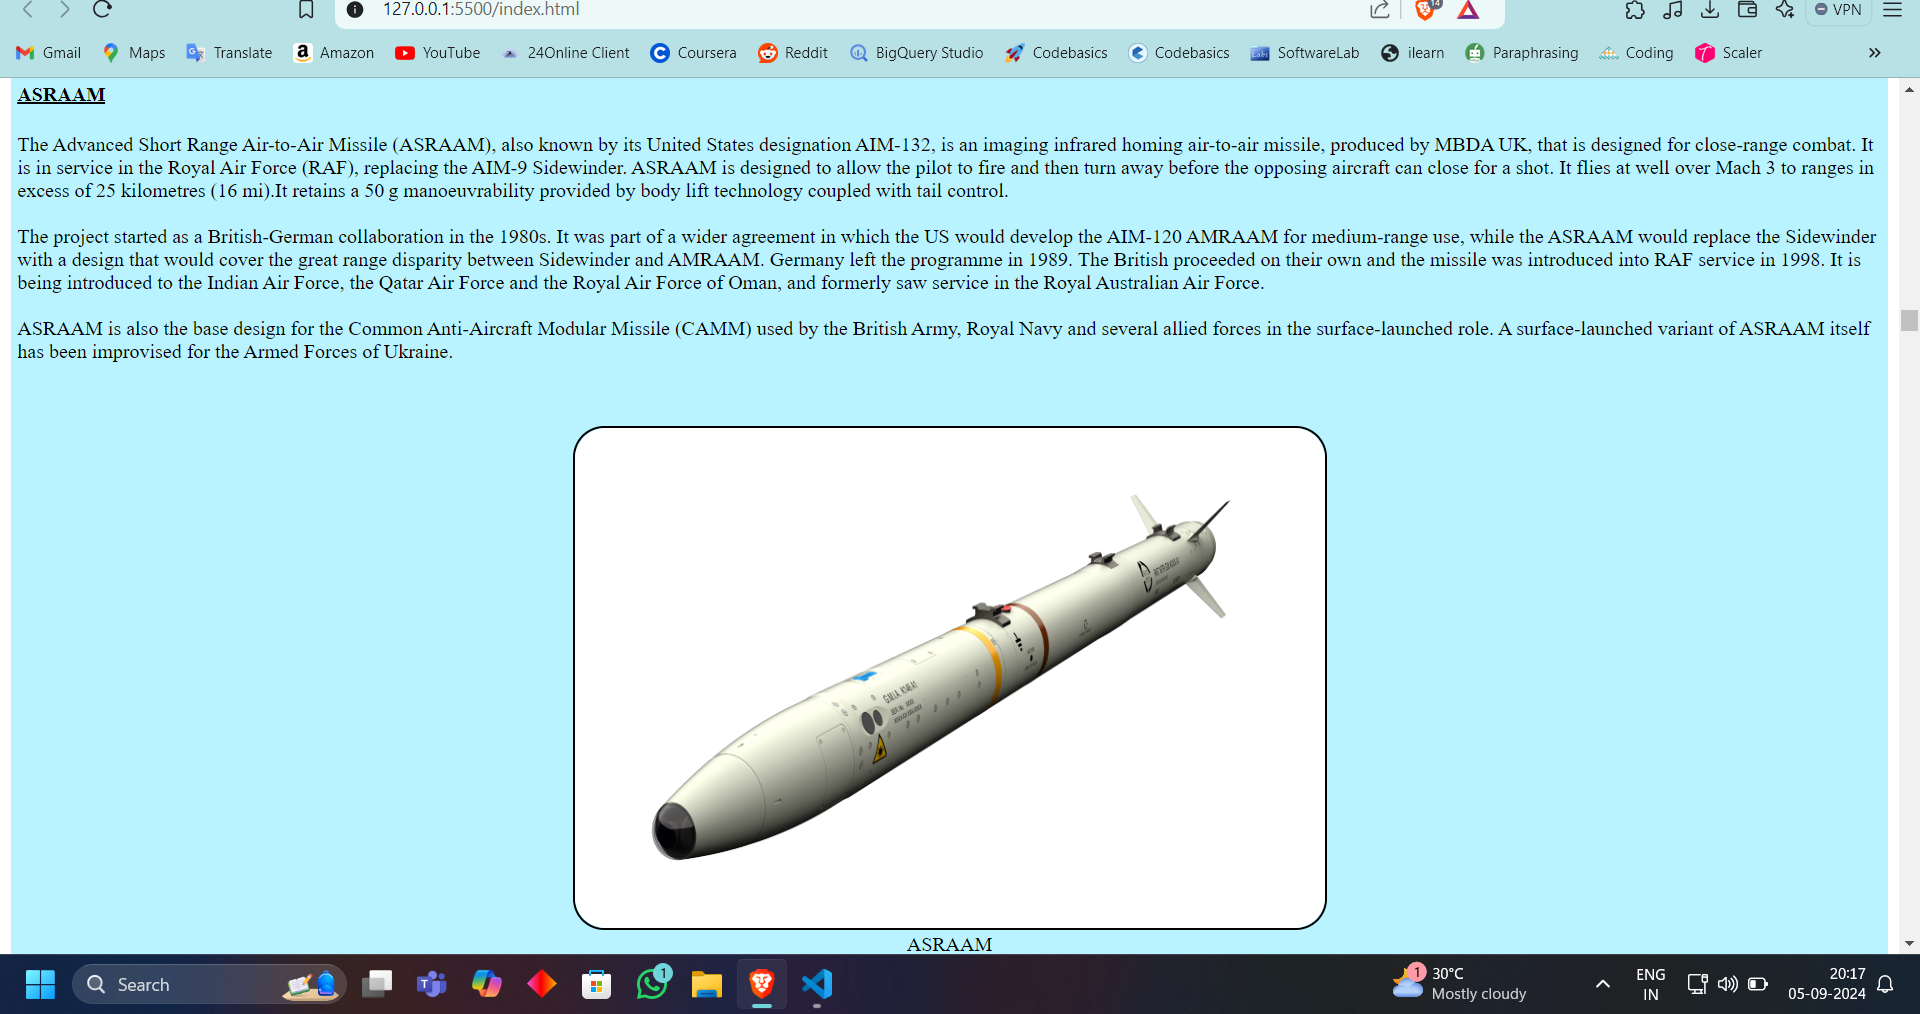 127.0.0.1:5500/index.html
14
VPN
Gmail
Maps
Translate
Amazon
YouTube
24Online Client
Coursera
Reddit
BigQuery Studio
Codebasics
Codebasics
SoftwareLab
ilearn
Paraphrasing
Coding
Scaler
»
ASRAAM
The Advanced Short Range Air-to-Air Missile (ASRAAM), also known by its United States designation AIM-132, is an imaging infrared homing air-to-air missile, produced by MBDA UK, that is designed for close-range combat. It
is in service in the Royal Air Force (RAF), replacing the AIM-9 Sidewinder. ASRAAM is designed to allow the pilot to fire and then turn away before the opposing aircraft can close for a shot. It flies at well over Mach 3 to ranges in
excess of 25 kilometres (16 mi).It retains a 50 g manoeuvrability provided by body lift technology coupled with tail control.
The project started as a British-German collaboration in the 1980s. It was part of a wider agreement in which the US would develop the AIM-120 AMRAAM for medium-range use, while the ASRAAM would replace the Sidewinder
with a design that would cover the great range disparity between Sidewinder and AMRAAM. Germany left the programme in 1989. The British proceeded on their own and the missile was introduced into RAF service in 1998. It is
being introduced to the Indian Air Force, the Qatar Air Force and the Royal Air Force of Oman, and formerly saw service in the Royal Australian Air Force.
ASRAAM is also the base design for the Common Anti-Aircraft Modular Missile (CAMM) used by the British Army, Royal Navy and several allied forces in the surface-launched role. A surface-launched variant of ASRAAM itself
has been improvised for the Armed Forces of Ukraine.
ASRAAM
Search
1
1
30°C
Mostly cloudy
ENG
IN
20:17
05-09-2024